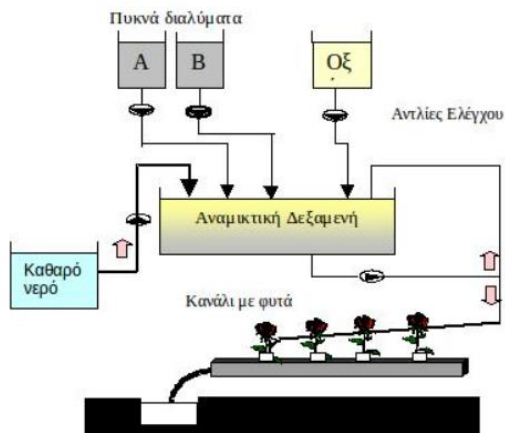 Πυκνά διαλύματα
Α
Β
Οξ
Αντλίες Ελέγχου
Αναμικτική Δεξαμενή
Καθαρό
νερό
Κανάλι με φυτά